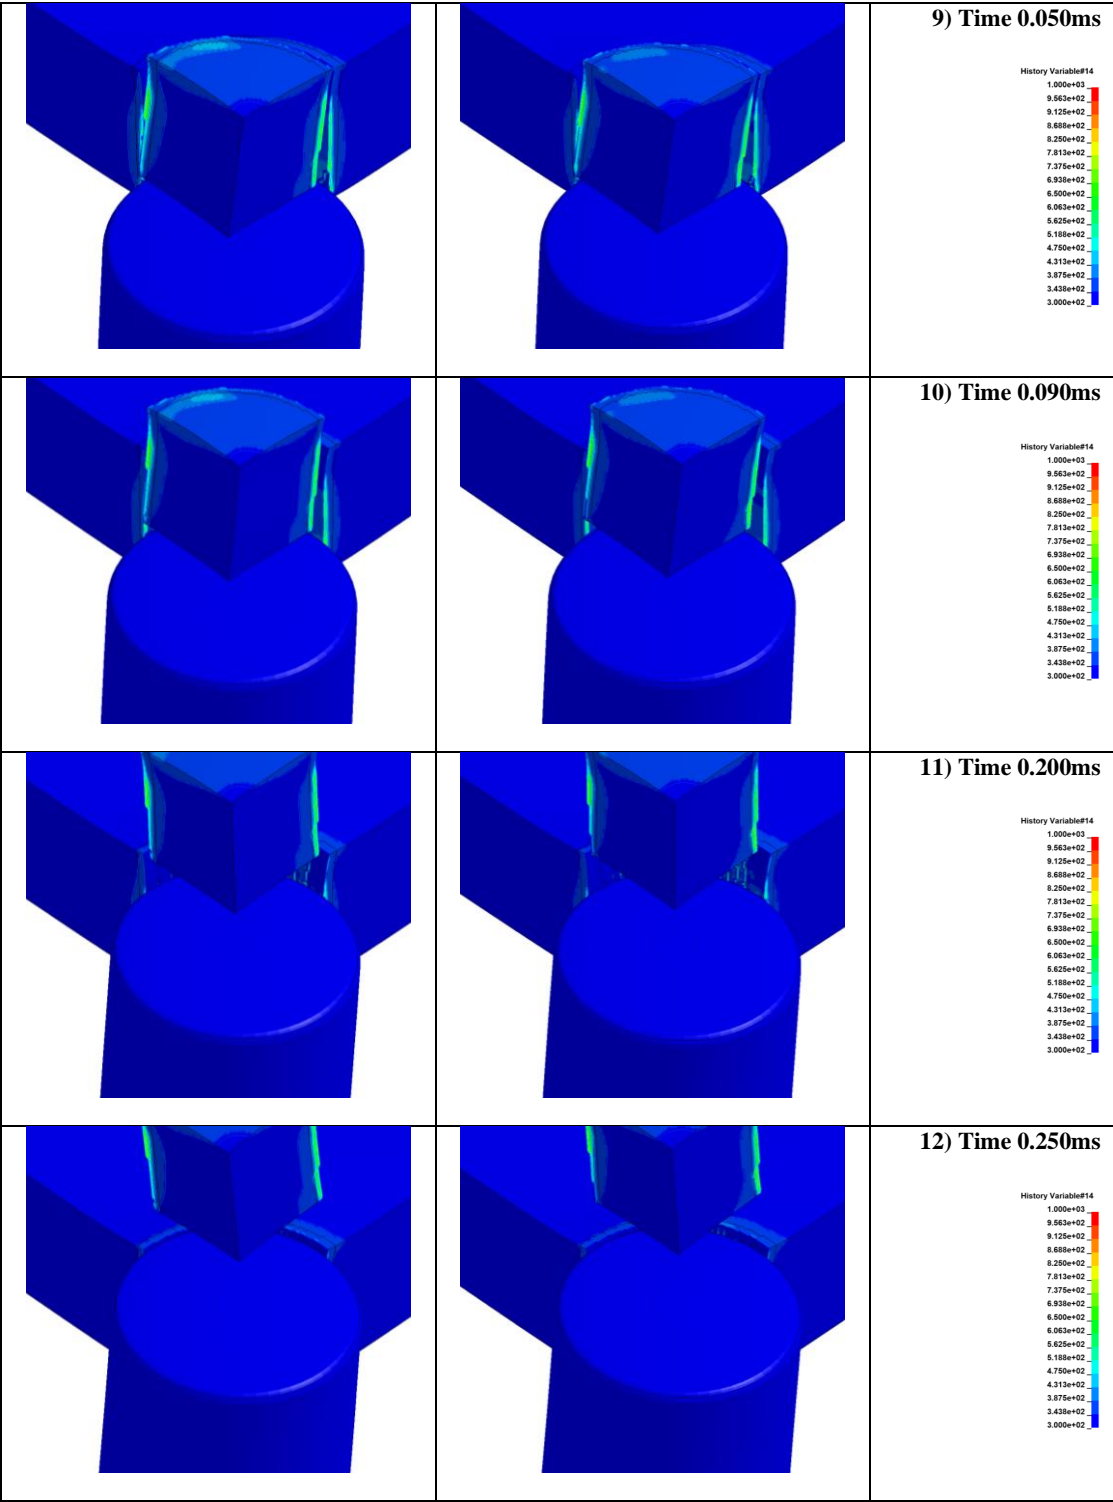 9) Time 0.050ms
History Variable#14
1.000e+03
9.563e+02
9.125e+02
8.688e+02
8.250e+02
7.813e+02
7.375e+02
6.938e+02
6.500e+02
6.063e+02
5.625e+02
5.188e+02
4.750e+02
4.313e+02
3.875e+02
3.438e+02
3.000e+02
10) Time 0.090ms
History Variable#14
1.000e+03
9.563e+02
9.125e+02
8.688e+02
8.250e+02
7.813e+02
7.375e+02
6.938e+02
6.500e+02
6.063e+02
5.625e+02
5.188e+02
4.750e+02
4.313e+02
3.875e+02
3.438e+02
3.000e+02
11) Time 0.200ms
History Variable#14
1.000e+03
9.563e+02
9.125e+02
8.688e+02
8.250e+02
7.813e+02
7.375e+02
6.938e+02
6.500e+02
6.063e+02
5.625e+02
5.188e+02
4.750e+02
4.313e+02
3.875e+02
3.438e+02
3.000e+02
12) Time 0.250ms
History Variable#14
1.000e+03
9.563e+02
9.125e+02
8.688e+02
8.250e+02
7.813e+02
7.375e+02
6.938e+02
6.500e+02
6.063e+02
5.625e+02
5.188e+02
4.750e+02
4.313e+02
3.875e+02
3.438e+02
3.000e+02